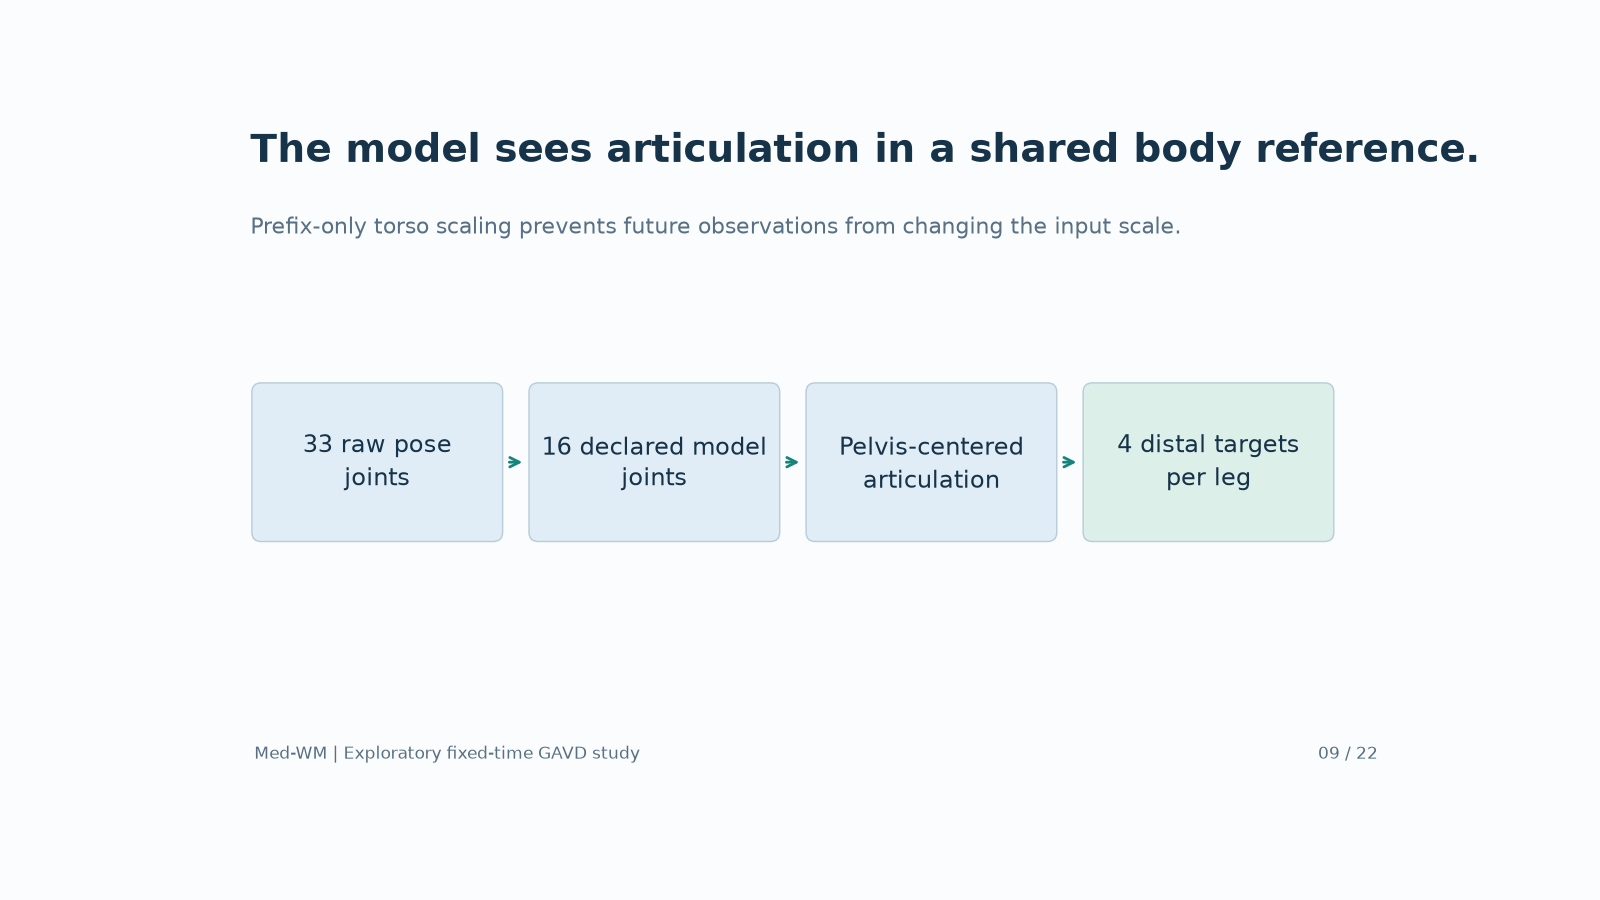 The model sees articulation in a shared body reference.
Prefix-only torso scaling prevents future observations from changing the input scale.
33 raw pose
joints
16 declared model
joints
Pelvis-centered
articulation
4 distal targets
per leg
Med-WM | Exploratory fixed-time GAVD study
09 / 22